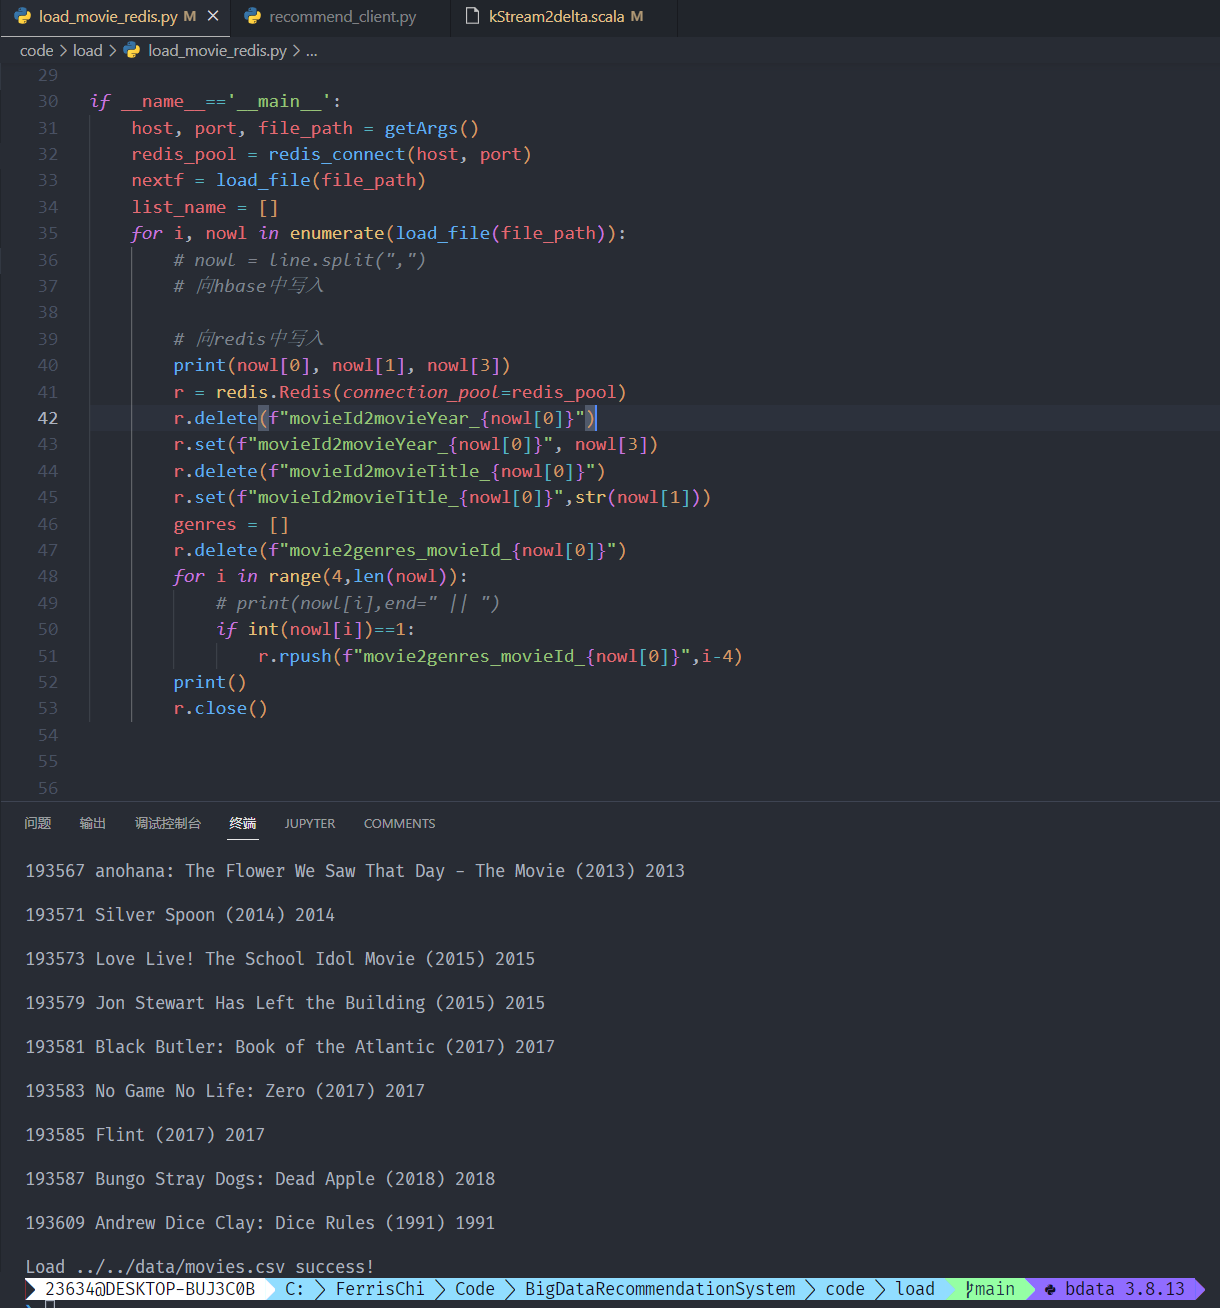 load_movie_redis.py M × recommend_client.py kStream2delta.scala M
code > load > load_movie_redis.py > ...
29
30 if __name__=='__main__':
31 host, port, file_path = getArgs()
32 redis_pool = redis_connect(host, port)
33 nextf = load_file(file_path)
34 list_name = []
35 for i, nowl in enumerate(load_file(file_path)):
36 # nowl = line.split(",")
37 # 向hbase中写入
38
39 # 向redis中写入
40 print(nowl[0], nowl[1], nowl[3])
41 r = redis.Redis(connection_pool=redis_pool)
42 r.delete(f"movieId2movieYear_{nowl[0]}")
43 r.set(f"movieId2movieYear_{nowl[0]}", nowl[3])
44 r.delete(f"movieId2movieTitle_{nowl[0]}")
45 r.set(f"movieId2movieTitle_{nowl[0]}",str(nowl[1]))
46 genres = []
47 r.delete(f"movie2genres_movieId_{nowl[0]}")
48 for i in range(4,len(nowl)):
49 # print(nowl[i],end=" || ")
50 if int(nowl[i])==1:
51 r.rpush(f"movie2genres_movieId_{nowl[0]}",i-4)
52 print()
53 r.close()
54
55
56
问题 输出 调试控制台 终端 JUPYTER COMMENTS
193567 anohana: The Flower We Saw That Day - The Movie (2013) 2013
193571 Silver Spoon (2014) 2014
193573 Love Live! The School Idol Movie (2015) 2015
193579 Jon Stewart Has Left the Building (2015) 2015
193581 Black Butler: Book of the Atlantic (2017) 2017
193583 No Game No Life: Zero (2017) 2017
193585 Flint (2017) 2017
193587 Bungo Stray Dogs: Dead Apple (2018) 2018
193609 Andrew Dice Clay: Dice Rules (1991) 1991
Load ../../data/movies.csv success!
23634@DESKTOP-BUJ3C0B C: FerrisChi Code BigDataRecommendationSystem code load main bdata 3.8.13